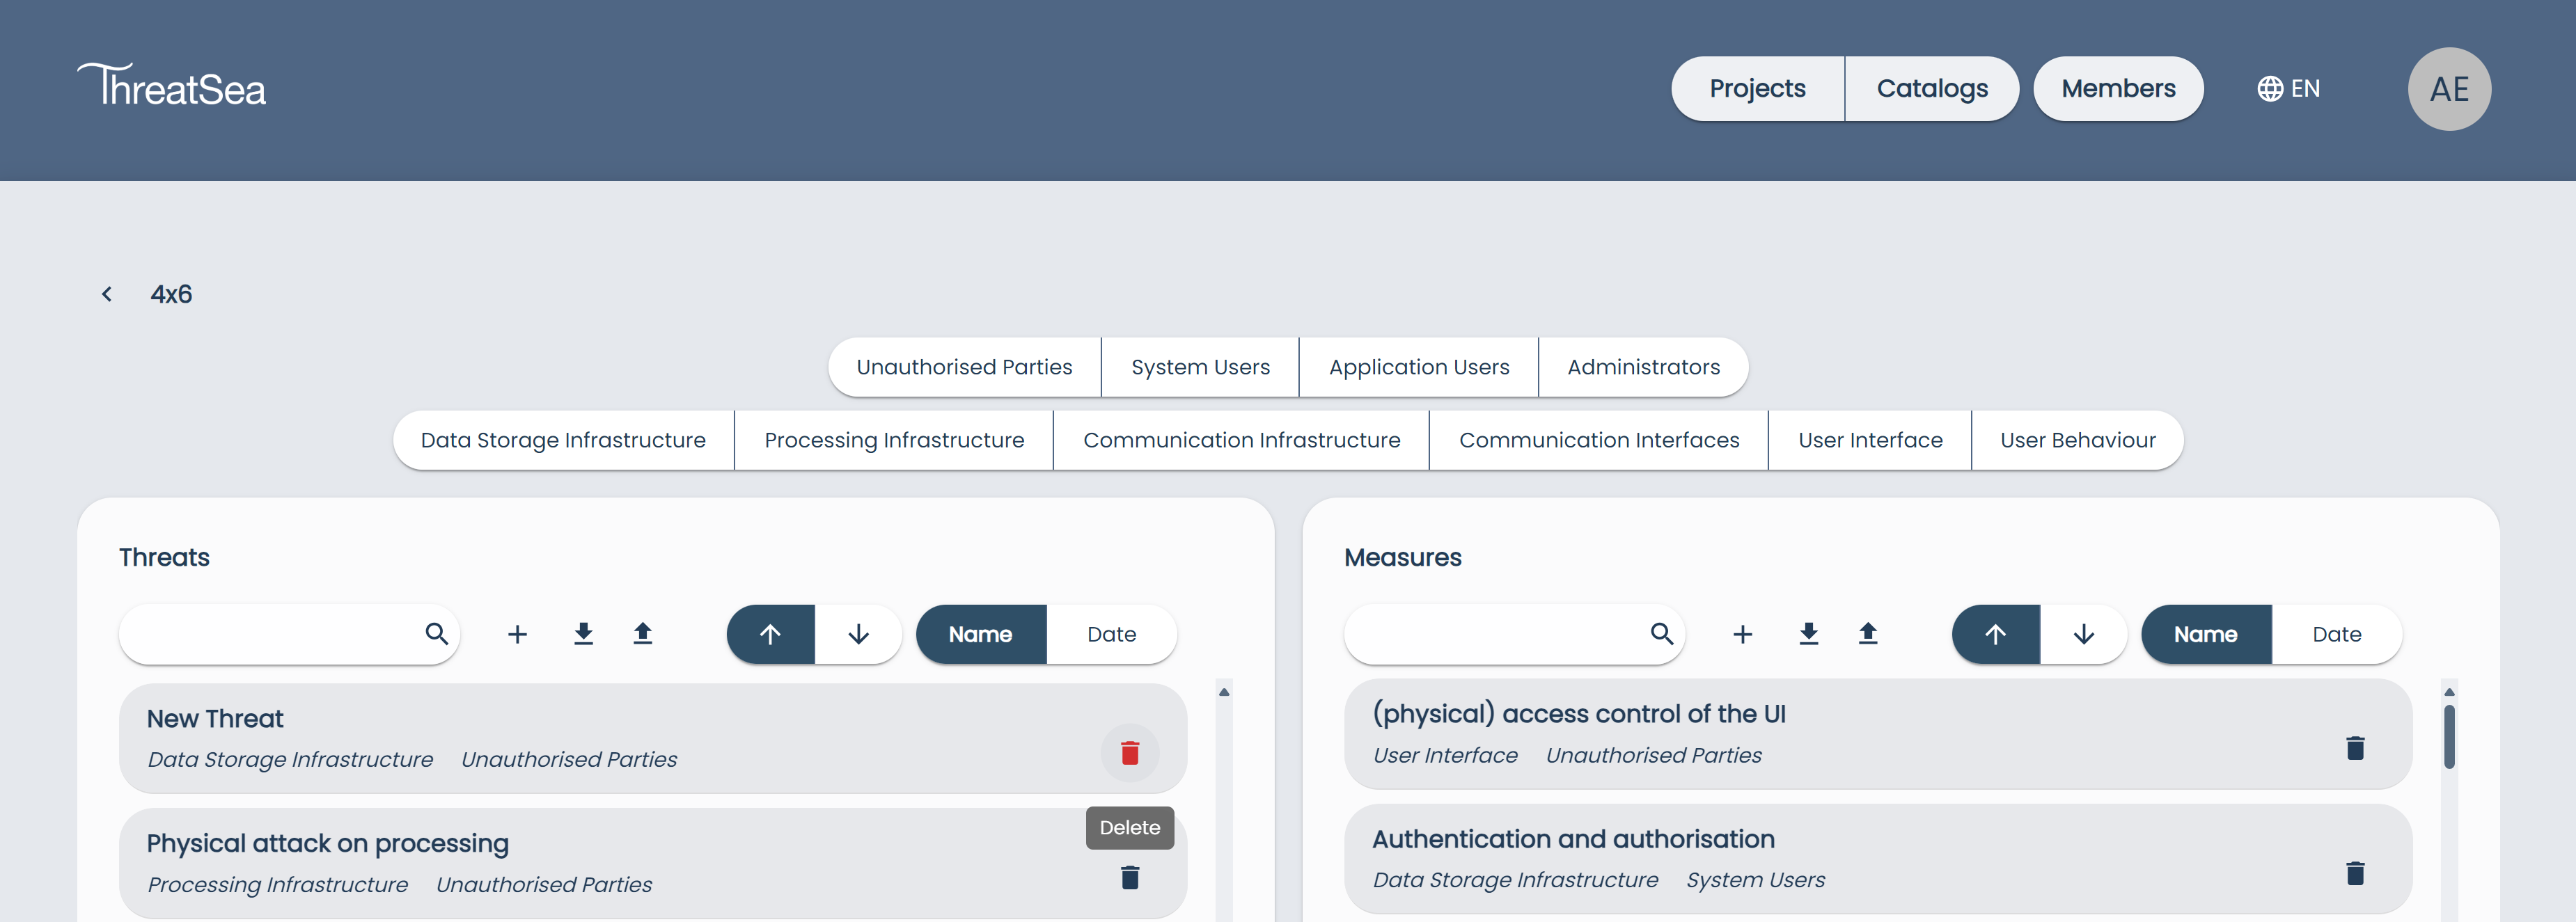 ThreatSea
Projects Catalogs Members EN AE
4x6
Unauthorised Parties System Users Application Users Administrators
Data Storage Infrastructure Processing Infrastructure Communication Infrastructure Communication Interfaces User Interface User Behaviour
Threats
Name Date
New Threat
Data Storage Infrastructure Unauthorised Parties
Delete
Physical attack on processing
Processing Infrastructure Unauthorised Parties
Measures
Name Date
(physical) access control of the UI
User Interface Unauthorised Parties
Authentication and authorisation
Data Storage Infrastructure System Users